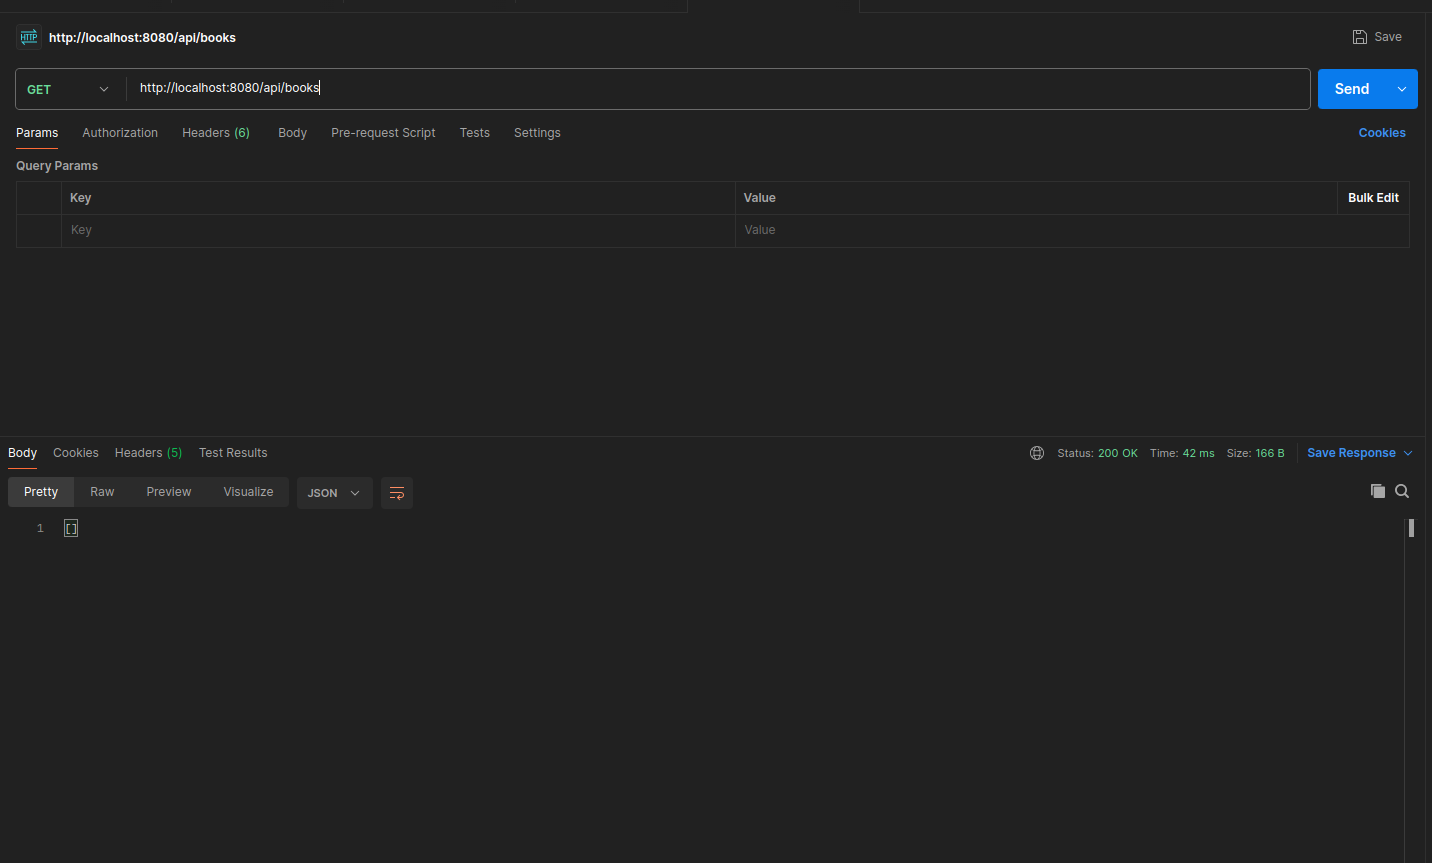 HTTP http://localhost:8080/api/books Save
GET http://localhost:8080/api/books Send
Params Authorization Headers (6) Body Pre-request Script Tests Settings Cookies
Query Params
Key Value Bulk Edit
Key Value
Body Cookies Headers (5) Test Results Status: 200 OK Time: 42 ms Size: 166 B Save Response
Pretty Raw Preview Visualize JSON
1 []